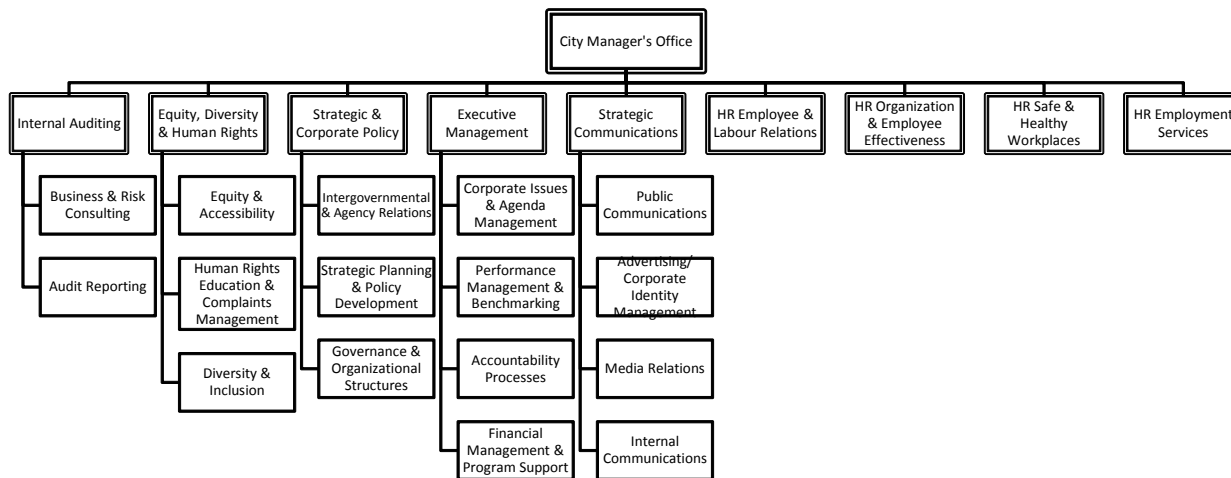 City Manager's Office
Internal Auditing
Equity, Diversity
& Human Rights
Strategic &
Corporate Policy
Executive
Management
Strategic
Communications
HR Employee &
Labour Relations
HR Organization
& Employee
Effectiveness
HR Safe &
Healthy
Workplaces
HR Employment
Services
Business & Risk
Consulting
Audit Reporting
Equity &
Accessibility
Human Rights
Education &
Complaints
Management
Diversity &
Inclusion
Intergovernmental
& Agency Relations
Strategic Planning
& Policy
Development
Governance &
Organizational
Structures
Corporate Issues
& Agenda
Management
Performance
Management &
Benchmarking
Accountability
Processes
Financial
Management &
Program Support
Public
Communications
Advertising/
Corporate
Identity
Management
Media Relations
Internal
Communications